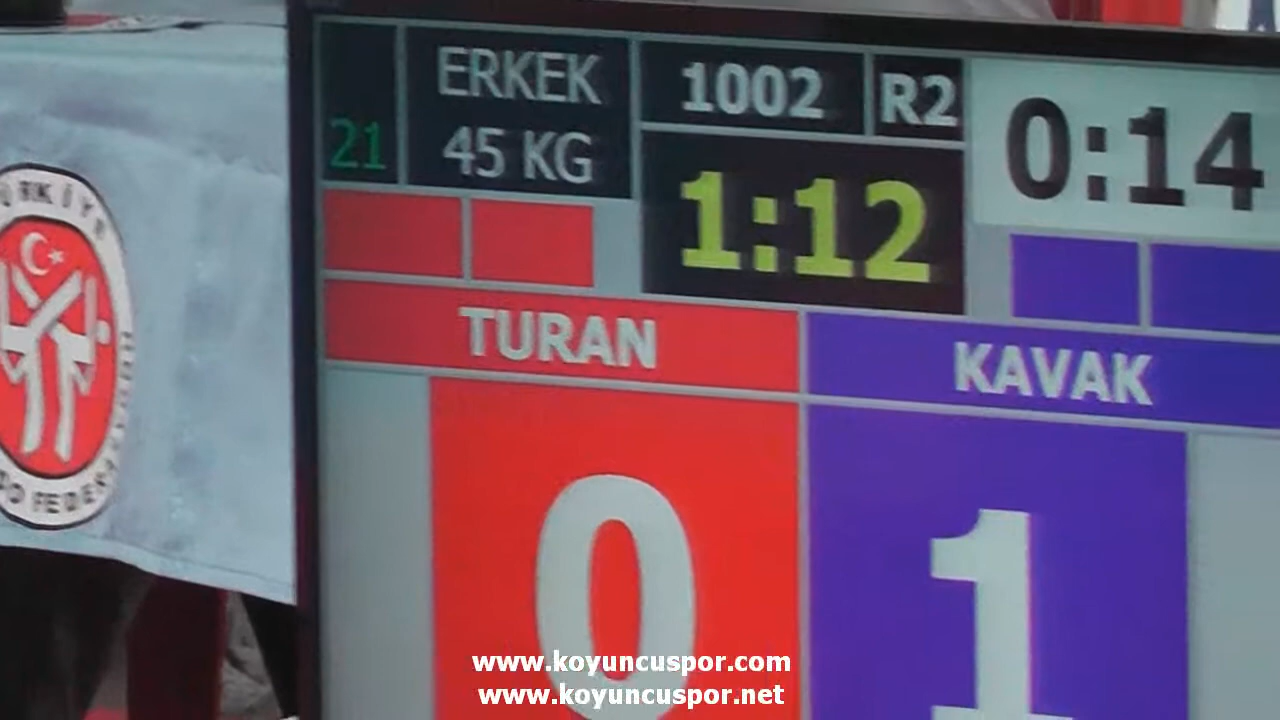 ERKEK
45 KG
21
1002
R2
0:14
1:12
TURAN
KAVAK
0
1
www.koyuncuspor.com
www.koyuncuspor.net